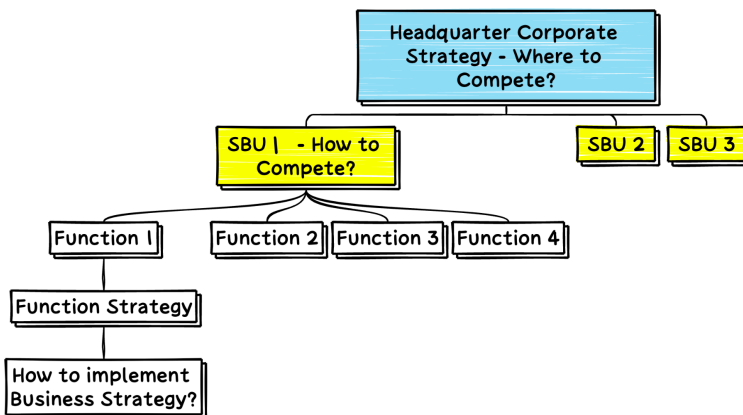 Headquarter Corporate
Strategy - Where to
Compete?
SBU 1 - How to
Compete?
SBU 2
SBU 3
Function 1
Function 2
Function 3
Function 4
Function Strategy
How to implement
Business Strategy?